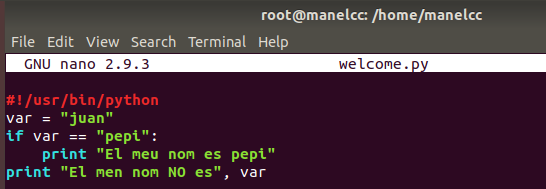 root@manelcc: /home/manelcc
File Edit View Search Terminal Help
GNU nano 2.9.3 welcome.py
#!/usr/bin/python
var = "juan"
if var == "pepi":
    print "El meu nom es pepi"
print "El men nom NO es", var